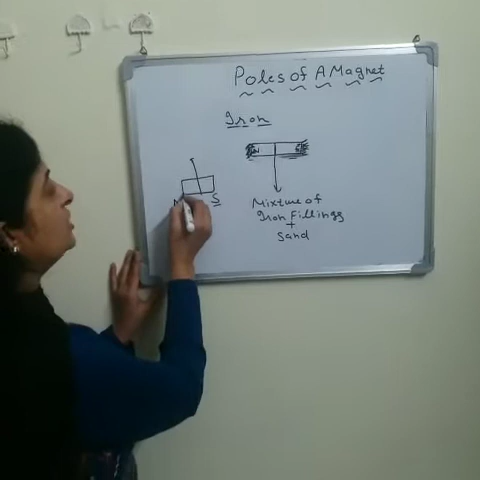 Poles of A Magnet
Iron
N S
Mixture of
Iron Fillings
+
Sand